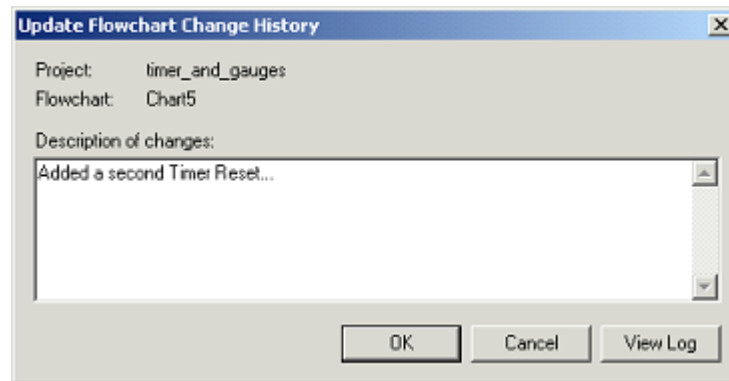 Update Flowchart Change History
Project: timer_and_gauges
Flowchart: Chart5
Description of changes:
Added a second Timer Reset...
OK Cancel View Log